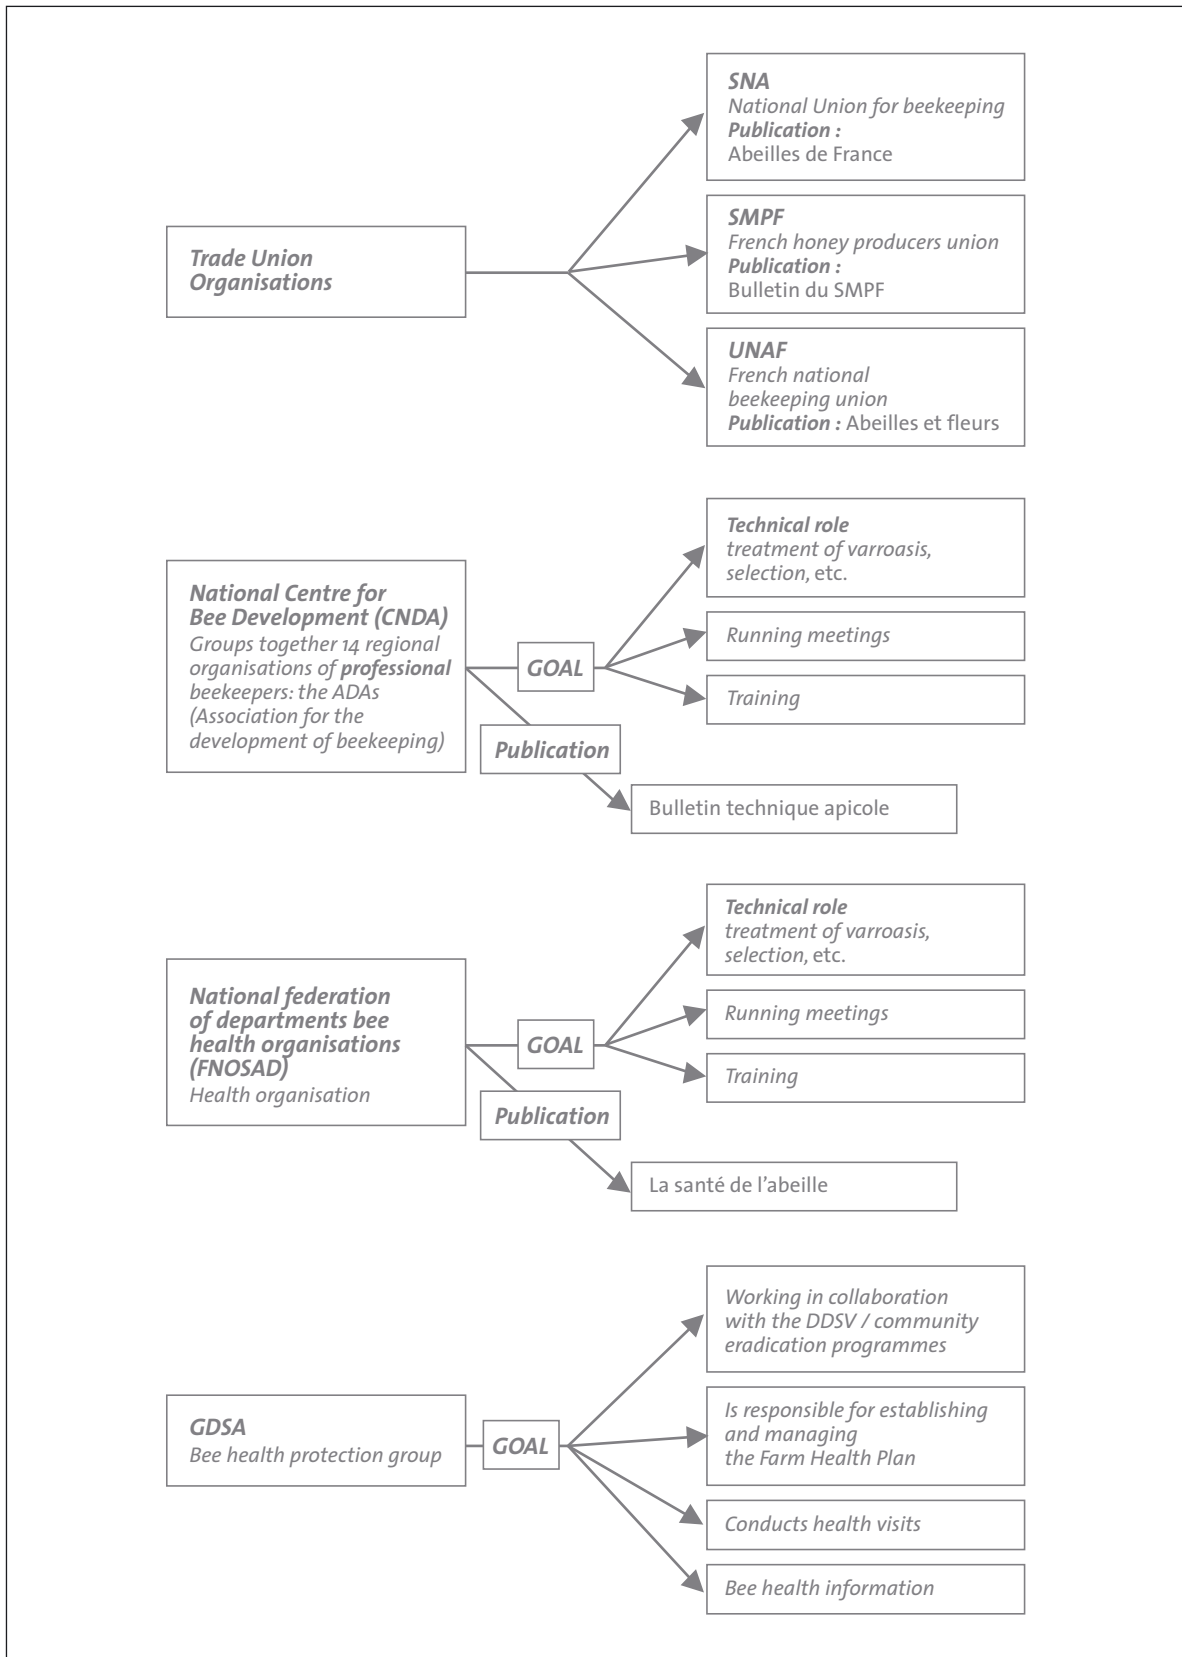 Trade Union
Organisations
SNA
National Union for beekeeping
Publication :
Abeilles de France
SMPF
French honey producers union
Publication :
Bulletin du SMPF
UNAF
French national
beekeeping union
Publication : Abeilles et fleurs
National Centre for
Bee Development (CNDA)
Groups together 14 regional
organisations of professional
beekeepers: the ADAs
(Association for the
development of beekeeping)
GOAL
Technical role
treatment of varroasis,
selection, etc.
Running meetings
Training
Publication
Bulletin technique apicole
National federation
of departments bee
health organisations
(FNOSAD)
Health organisation
GOAL
Technical role
treatment of varroasis,
selection, etc.
Running meetings
Training
Publication
La santé de l'abeille
GDSA
Bee health protection group
GOAL
Working in collaboration
with the DDSV / community
eradication programmes
Is responsible for establishing
and managing
the Farm Health Plan
Conducts health visits
Bee health information